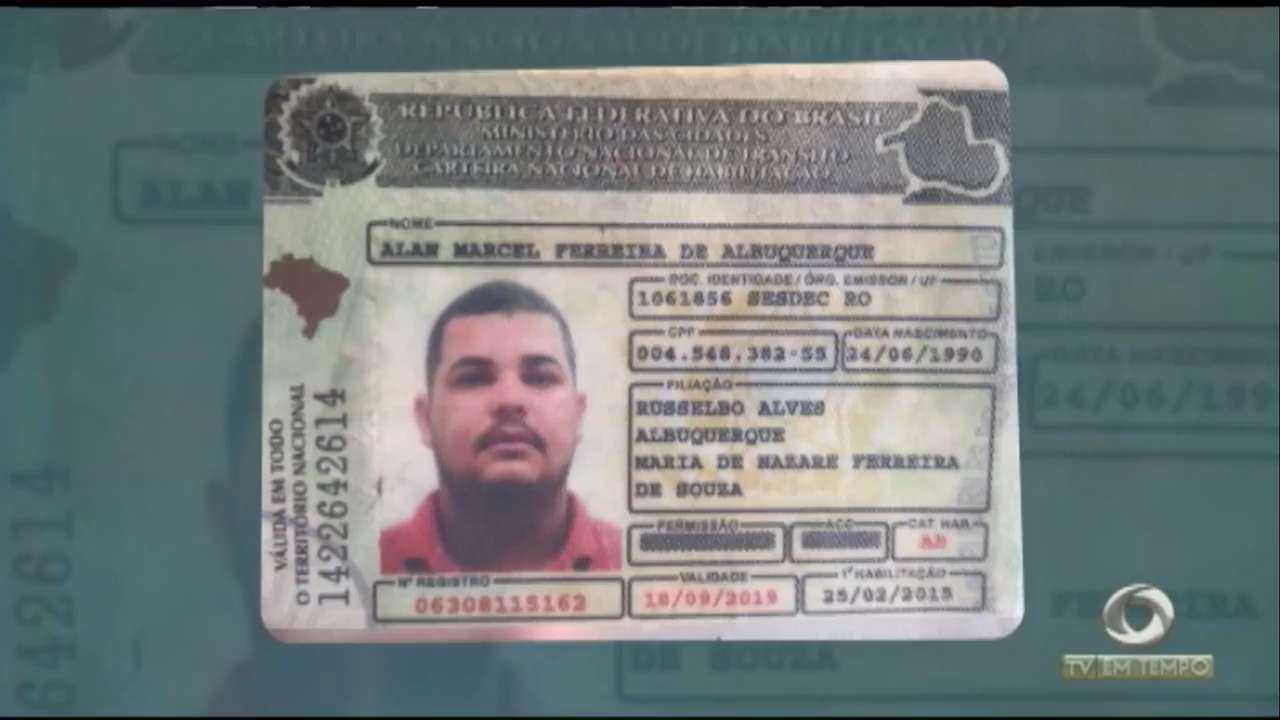 REPÚBLICA FEDERATIVA DO BRASIL
MINISTÉRIO DAS CIDADES
DEPARTAMENTO NACIONAL DE TRÂNSITO
CARTEIRA NACIONAL DE HABILITAÇÃO
NOME
ALAN MARCEL FERREIRA DE ALBUQUERQUE
DOC. IDENTIDADE / ÓRG. EMISSOR / UF
1061856 SESDEC RO
CPF
DATA NASCIMENTO
004.548.382-55
24/06/1990
FILIAÇÃO
RUSSELBO ALVES
ALBUQUERQUE
MARIA DE NAZARE FERREIRA
DE SOUZA
PERMISSÃO
ACC
CAT. HAB.
AB
Nº REGISTRO
VALIDADE
1ª HABILITAÇÃO
06308115162
18/09/2019
25/02/2015
VÁLIDA EM TODO
O TERRITÓRIO NACIONAL
1422642614
TV EM TEMPO